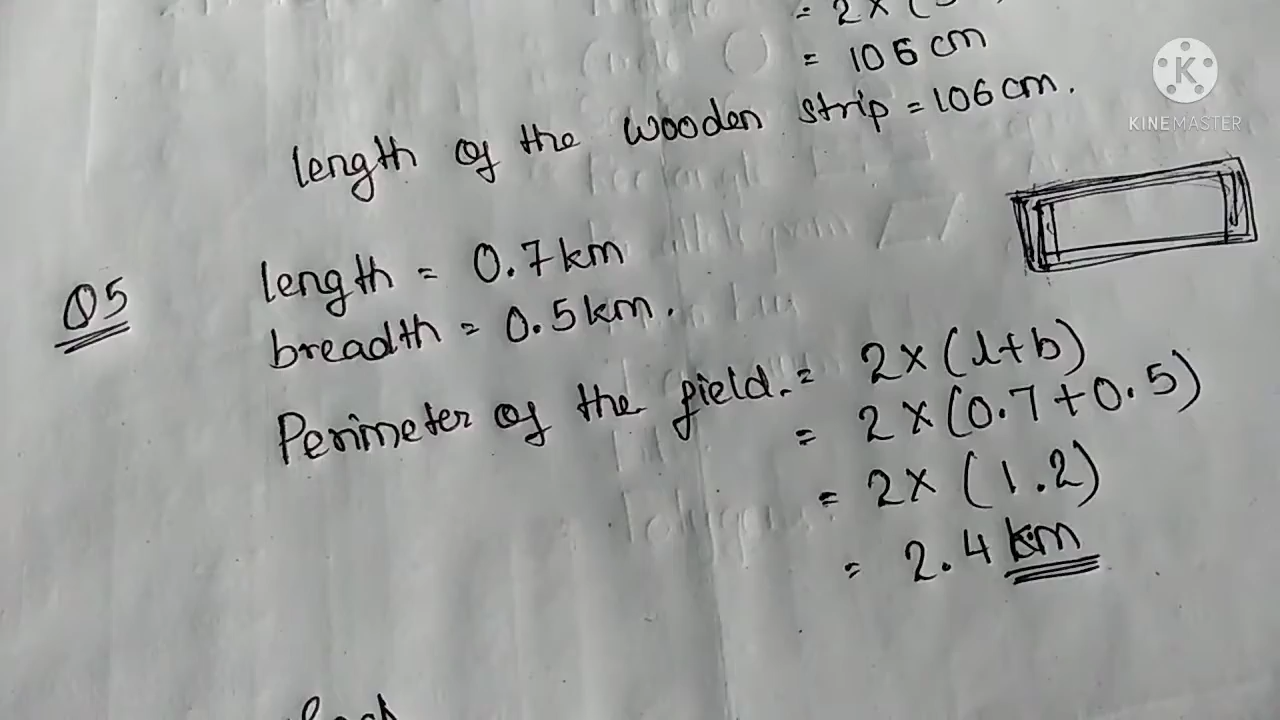 = 2 × (
= 106 cm
length of the wooden strip = 106 cm.
KINEMASTER
Q5 length = 0.7 km
breadth = 0.5 km.
Perimeter of the field. = 2 × (l+b)
= 2 × (0.7 + 0.5)
= 2 × (1.2)
= 2.4 km